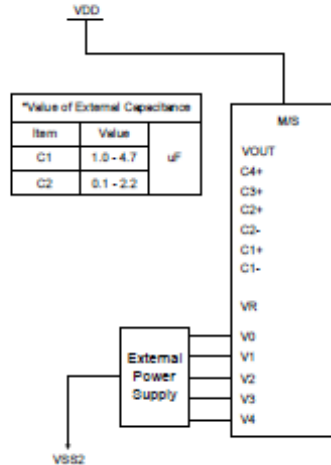 VDD
*Value of External Capacitance
Item Value
C1 1.0 - 4.7 uF
C2 0.1 - 2.2
M/S
VOUT
C4+
C3+
C2+
C2-
C1+
C1-
VR
V0
V1
V2
V3
V4
External
Power
Supply
VSS2